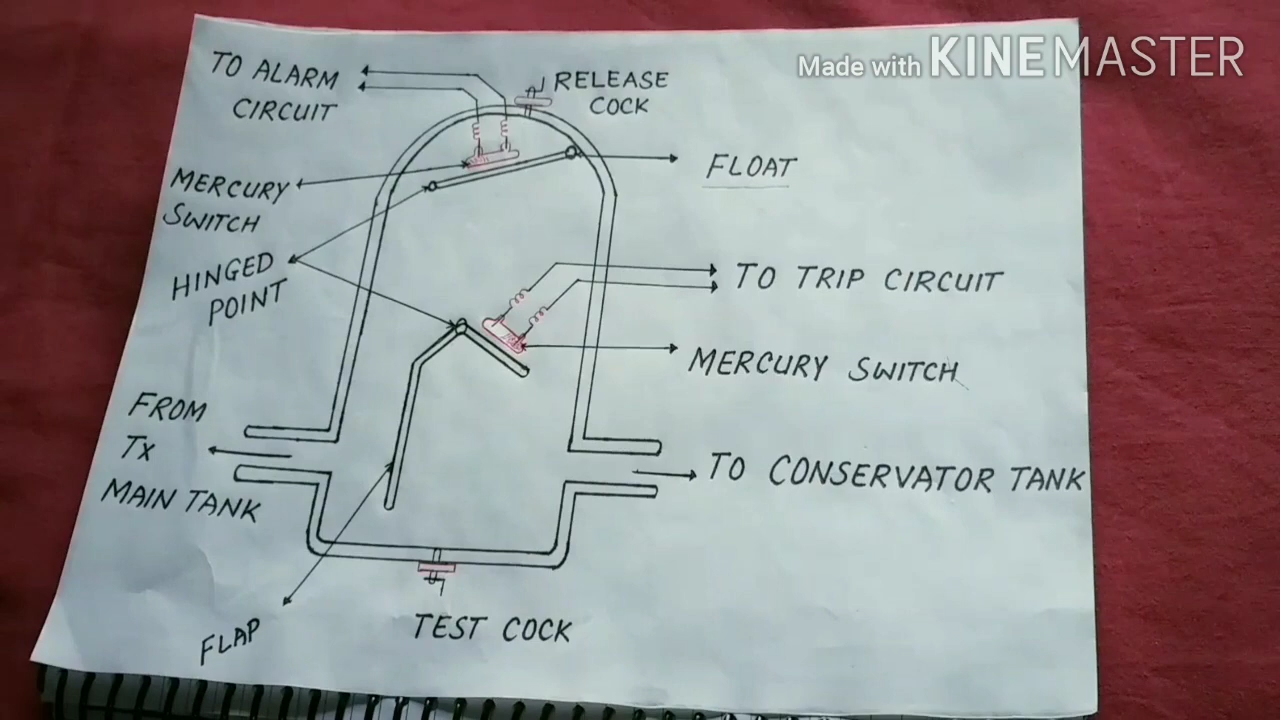 Made with KINEMASTER
TO ALARM
CIRCUIT
RELEASE
COCK
MERCURY
SWITCH
FLOAT
HINGED
POINT
TO TRIP CIRCUIT
MERCURY SWITCH
FROM
Tx
MAIN TANK
TO CONSERVATOR TANK
FLAP
TEST COCK